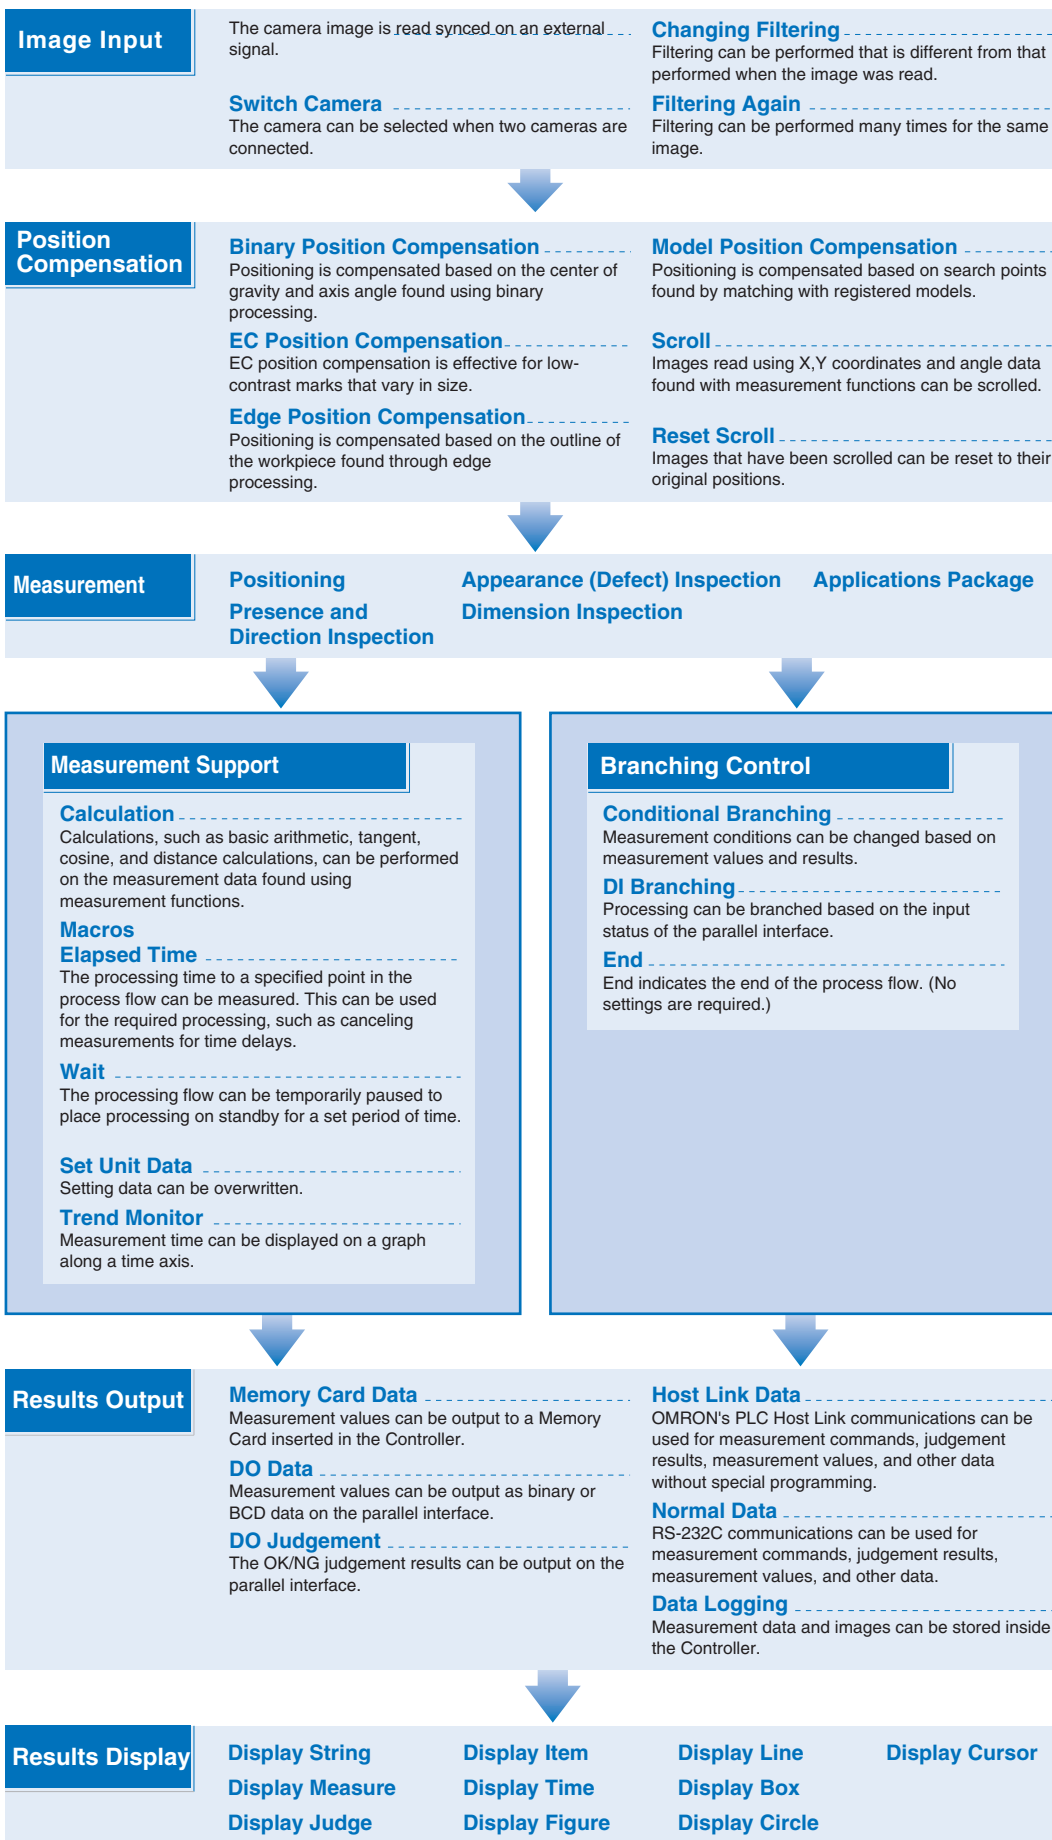 Image Input
The camera image is read synced on an external
signal.
Switch Camera
The camera can be selected when two cameras are
connected.
Changing Filtering
Filtering can be performed that is different from that
performed when the image was read.
Filtering Again
Filtering can be performed many times for the same
image.
Position
Compensation
Binary Position Compensation
Positioning is compensated based on the center of
gravity and axis angle found using binary
processing.
EC Position Compensation
EC position compensation is effective for low-
contrast marks that vary in size.
Edge Position Compensation
Positioning is compensated based on the outline of
the workpiece found through edge
processing.
Model Position Compensation
Positioning is compensated based on search points
found by matching with registered models.
Scroll
Images read using X,Y coordinates and angle data
found with measurement functions can be scrolled.
Reset Scroll
Images that have been scrolled can be reset to their
original positions.
Measurement
Positioning
Appearance (Defect) Inspection
Applications Package
Presence and
Direction Inspection
Dimension Inspection
Measurement Support
Calculation
Calculations, such as basic arithmetic, tangent,
cosine, and distance calculations, can be performed
on the measurement data found using
measurement functions.
Macros
Elapsed Time
The processing time to a specified point in the
process flow can be measured. This can be used
for the required processing, such as canceling
measurements for time delays.
Wait
The processing flow can be temporarily paused to
place processing on standby for a set period of time.
Set Unit Data
Setting data can be overwritten.
Trend Monitor
Measurement time can be displayed on a graph
along a time axis.
Branching Control
Conditional Branching
Measurement conditions can be changed based on
measurement values and results.
DI Branching
Processing can be branched based on the input
status of the parallel interface.
End
End indicates the end of the process flow. (No
settings are required.)
Results Output
Memory Card Data
Measurement values can be output to a Memory
Card inserted in the Controller.
DO Data
Measurement values can be output as binary or
BCD data on the parallel interface.
DO Judgement
The OK/NG judgement results can be output on the
parallel interface.
Host Link Data
OMRON's PLC Host Link communications can be
used for measurement commands, judgement
results, measurement values, and other data
without special programming.
Normal Data
RS-232C communications can be used for
measurement commands, judgement results,
measurement values, and other data.
Data Logging
Measurement data and images can be stored inside
the Controller.
Results Display
Display String
Display Item
Display Line
Display Cursor
Display Measure
Display Time
Display Box
Display Judge
Display Figure
Display Circle